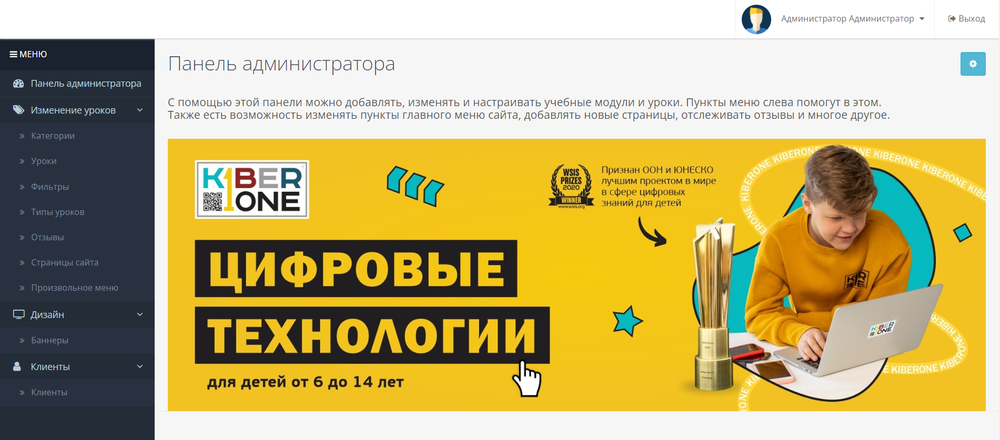 Администратор Администратор
Выход
МЕНЮ
Панель администратора
Изменение уроков
Категории
Уроки
Фильтры
Типы уроков
Отзывы
Страницы сайта
Произвольное меню
Дизайн
Баннеры
Клиенты
Клиенты
Панель администратора
С помощью этой панели можно добавлять, изменять и настраивать учебные модули и уроки. Пункты меню слева помогут в этом.
Также есть возможность изменять пункты главного меню сайта, добавлять новые страницы, отслеживать отзывы и многое другое.
K1BER
ONE
WSIS
PRIZES
2020
WINNER
www.wsis.org
Признан ООН и ЮНЕСКО
лучшим проектом в мире
в сфере цифровых
знаний для детей
ЦИФРОВЫЕ
ТЕХНОЛОГИИ
для детей от 6 до 14 лет
KIBERONE KIBERONE KIBERONE
KIBER
ONE
KIBERONE
KIBERONE